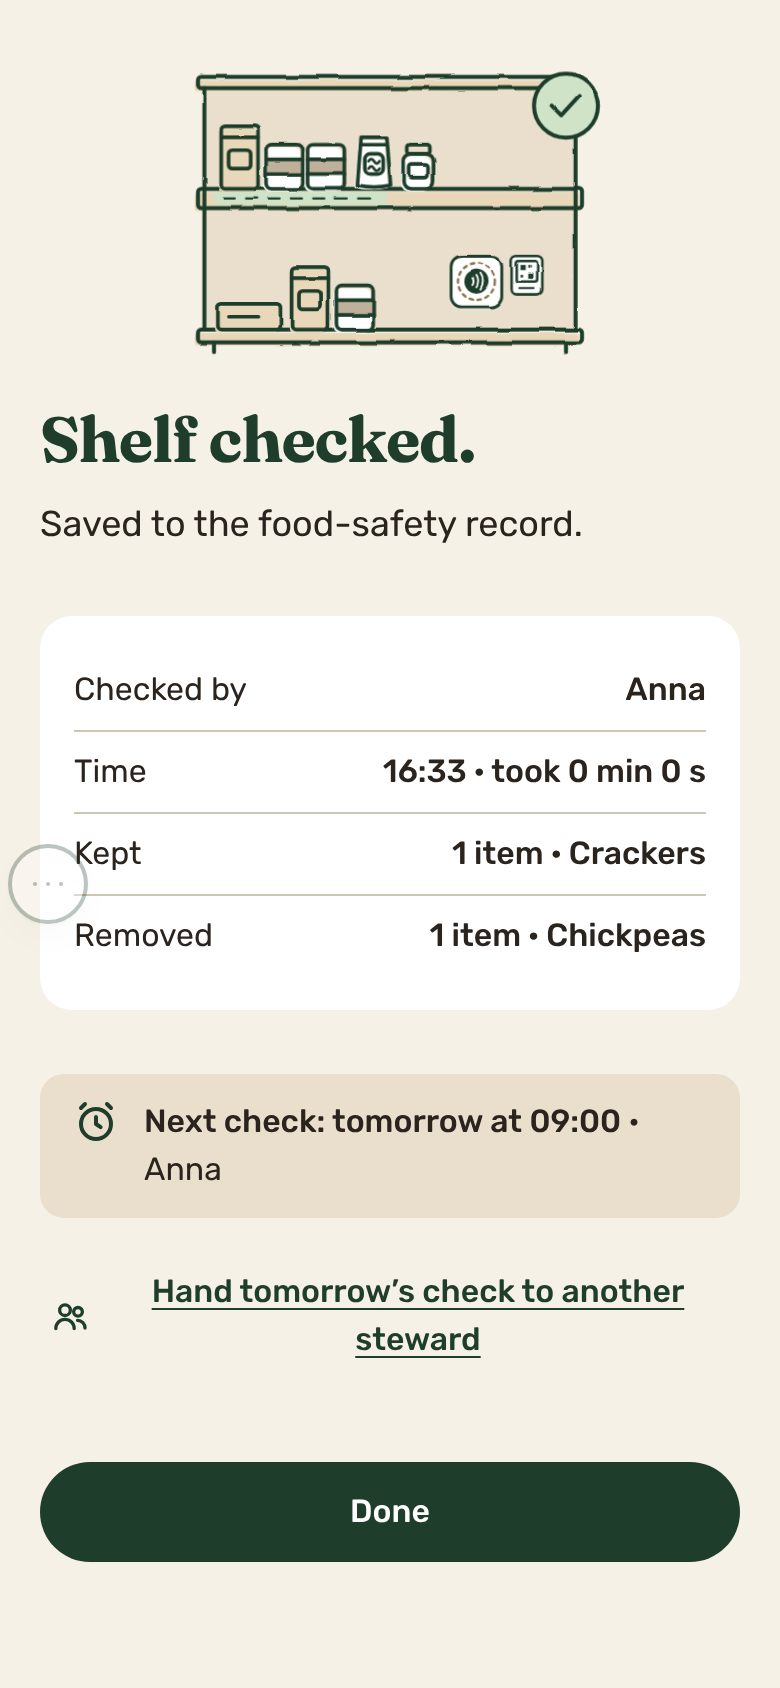 Shelf checked.
Saved to the food-safety record.
Checked by Anna
Time 16:33 • took 0 min 0 s
Kept 1 item • Crackers
Removed 1 item • Chickpeas
Next check: tomorrow at 09:00 •
Anna
Hand tomorrow’s check to another
steward
Done